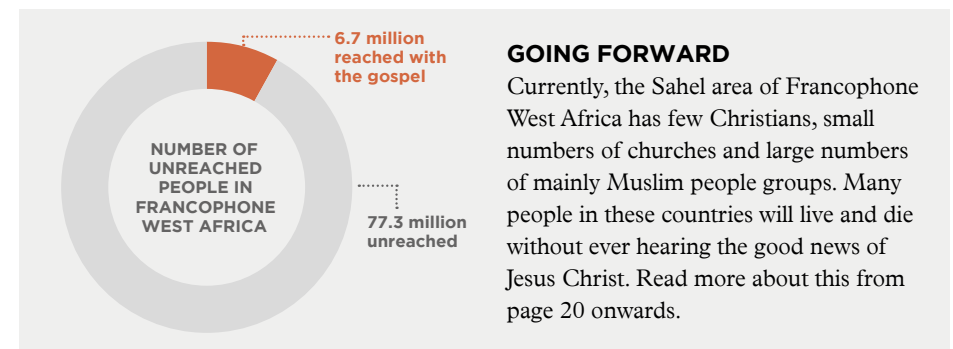 6.7 million
reached with
the gospel
NUMBER OF
UNREACHED
PEOPLE IN
FRANCOPHONE
WEST AFRICA
77.3 million
unreached
GOING FORWARD
Currently, the Sahel area of Francophone
West Africa has few Christians, small
numbers of churches and large numbers
of mainly Muslim people groups. Many
people in these countries will live and die
without ever hearing the good news of
Jesus Christ. Read more about this from
page 20 onwards.